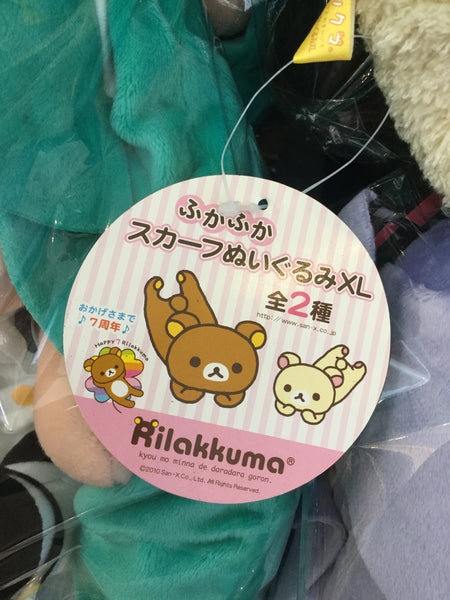 ふかふか
スカーフぬいぐるみXL
全2種
http://www.san-x.co.jp
おかげさまで
♪7周年♪
Happy 7 Rilakkuma
Rilakkuma®
kyou mo minna de daradara goron.
©2010 San-X Co., Ltd. All Rights Reserved.